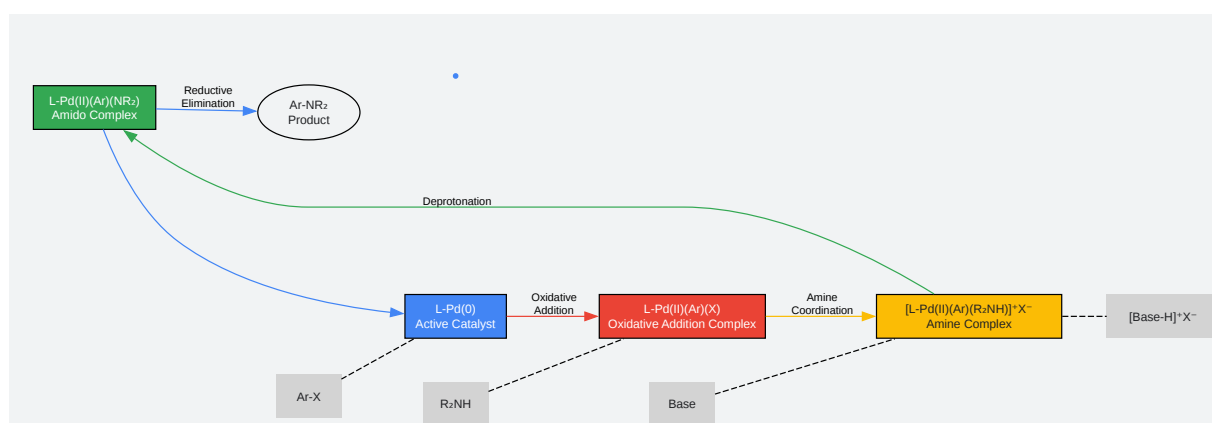 L-Pd(II)(Ar)(NR₂)
Amido Complex
Reductive
Elimination
Ar-NR₂
Product
Deprotonation
L-Pd(0)
Active Catalyst
Oxidative
Addition
L-Pd(II)(Ar)(X)
Oxidative Addition Complex
Amine
Coordination
[L-Pd(II)(Ar)(R₂NH)]⁺X⁻
Amine Complex
[Base-H]⁺X⁻
Ar-X
R₂NH
Base